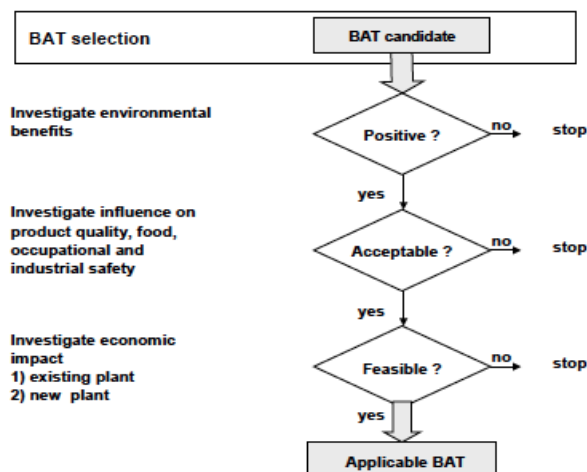 BAT selection
BAT candidate
Investigate environmental
benefits
Positive ?
no
stop
yes
Investigate influence on
product quality, food,
occupational and
industrial safety
Acceptable ?
no
stop
yes
Investigate economic
impact
1) existing plant
2) new plant
Feasible ?
no
stop
yes
Applicable BAT